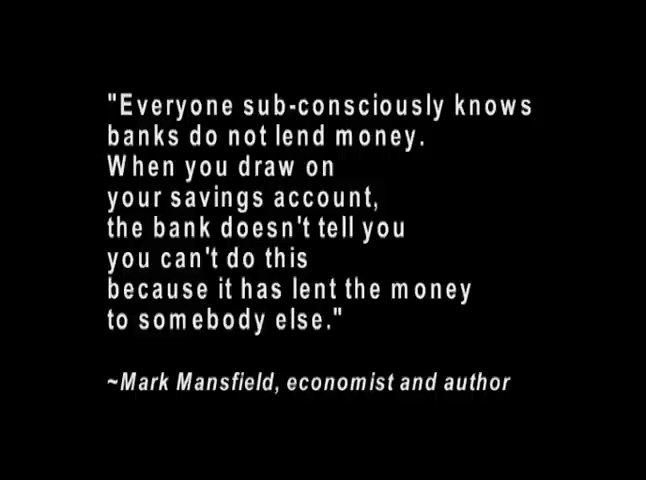 "Everyone sub-consciously knows
banks do not lend money.
When you draw on
your savings account,
the bank doesn't tell you
you can't do this
because it has lent the money
to somebody else."
~Mark Mansfield, economist and author